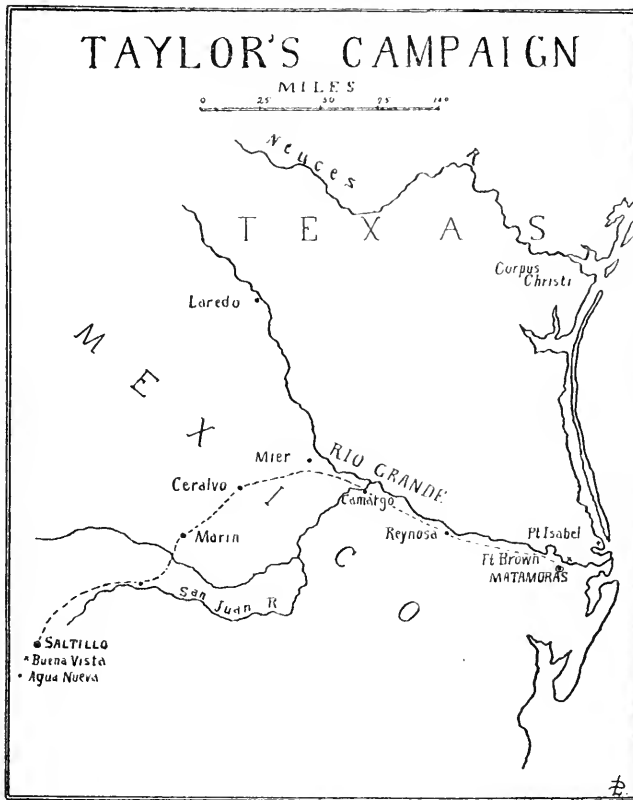 TAYLOR'S CAMPAIGN
MILES
0 25 50 75 100
Neuces R
TEXAS
Corpus
Christi
Laredo
MEXICO
Mier
RIO GRANDE
Ceralvo
Camargo
Marin
Reynosa
Pt Isabel
Ft Brown
MATAMORAS
San Juan R
SALTILLO
Buena Vista
Agua Nueva